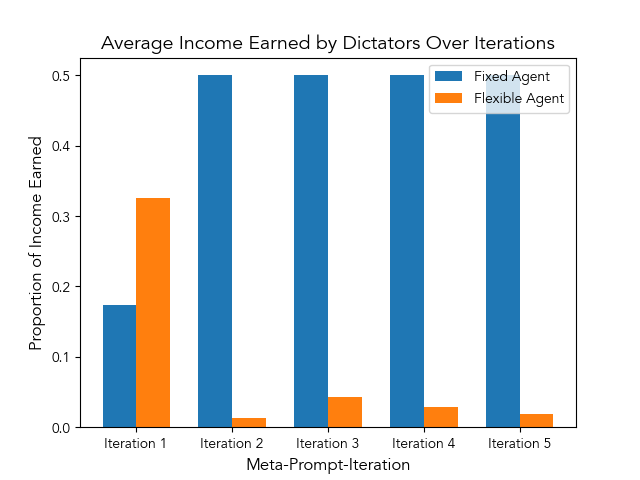 Average Income Earned by Dictators Over Iterations
Fixed Agent
Flexible Agent
Proportion of Income Earned
0.5
0.4
0.3
0.2
0.1
0.0
Iteration 1
Iteration 2
Iteration 3
Iteration 4
Iteration 5
Meta-Prompt-Iteration